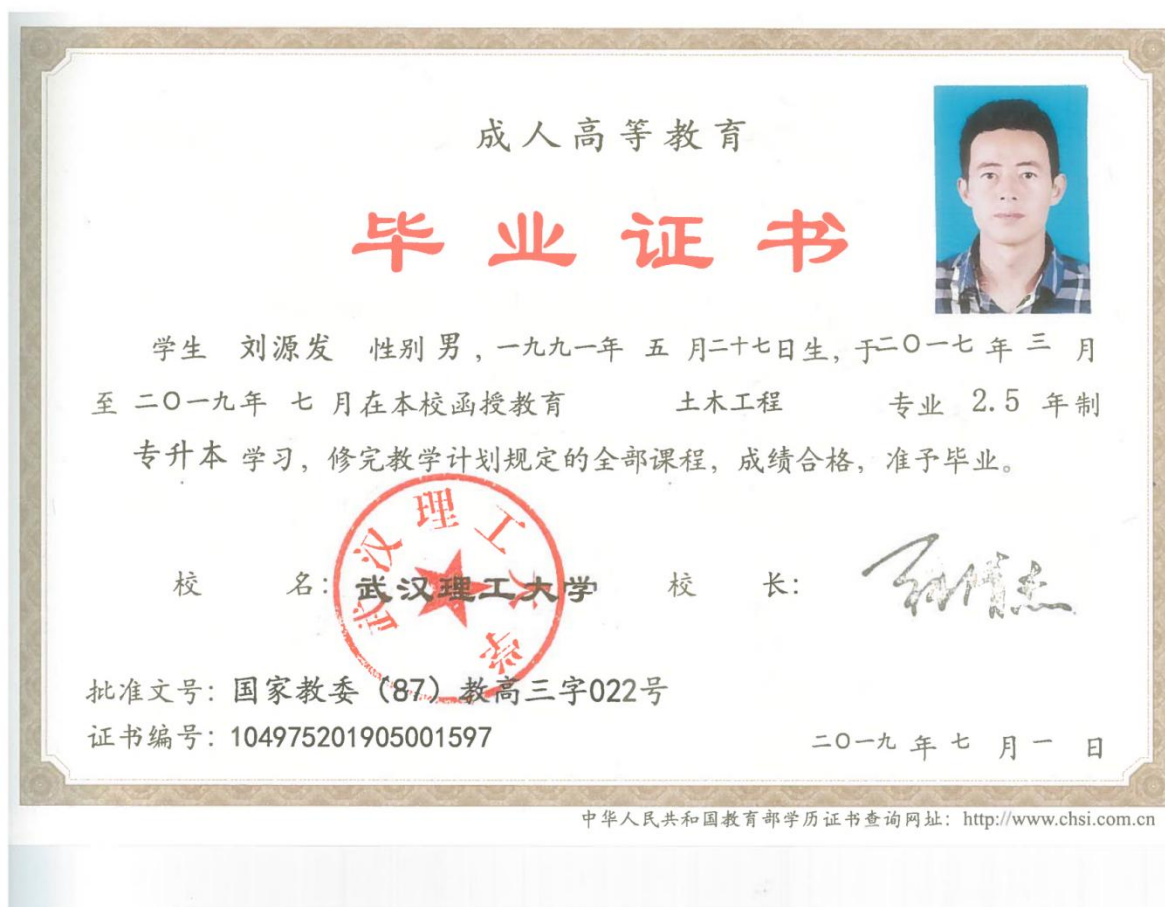 成人高等教育
毕业证书
学生 刘源发 性别 男，一九九一年 五 月二十七日生，于二〇一七 年 三 月
至 二〇一九年 七 月在本校函授教育 土木工程 专业 2.5 年制
专升本 学习，修完教学计划规定的全部课程，成绩合格，准予毕业。
武汉理工大学
校 名：武汉理工大学 校 长：
批准文号：国家教委（87）教高三字022号
证书编号：104975201905001597
二〇一九 年 七 月 一 日
中华人民共和国教育部学历证书查询网址：http://www.chsi.com.cn